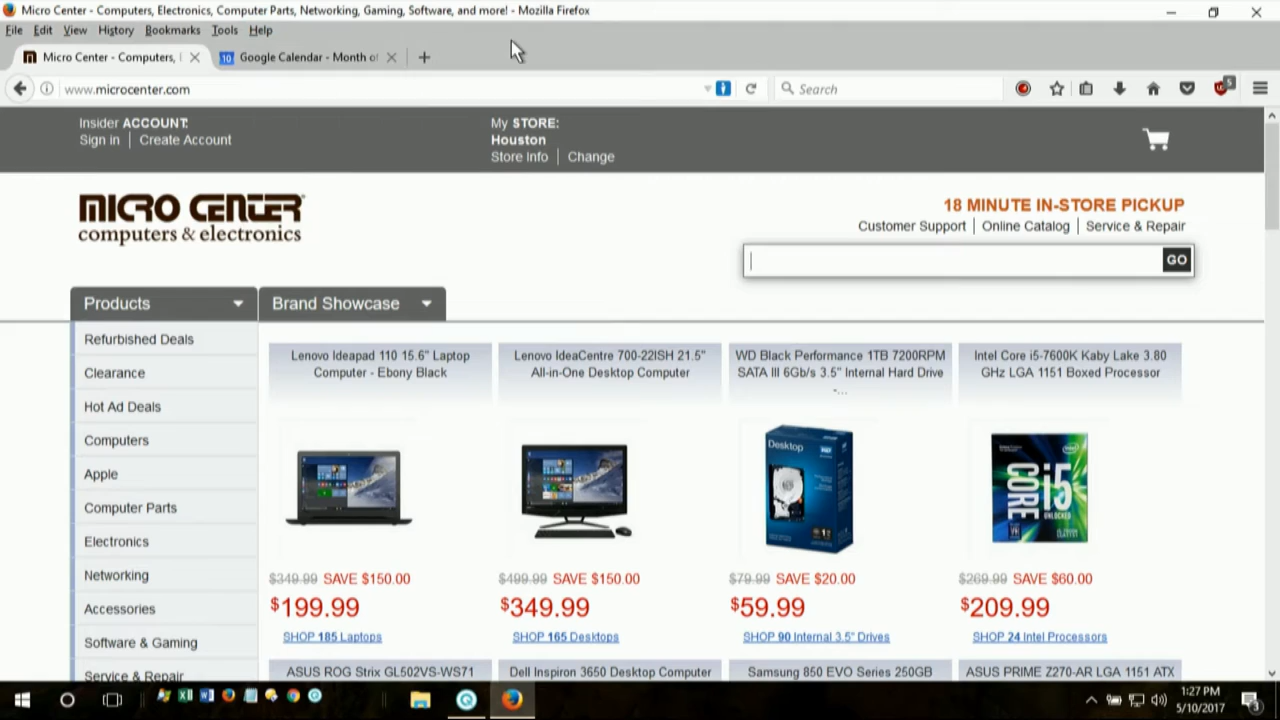 Micro Center - Computers, Electronics, Computer Parts, Networking, Gaming, Software, and more! - Mozilla Firefox
File Edit View History Bookmarks Tools Help
Micro Center - Computers,
10 Google Calendar - Month of
www.microcenter.com
Search
5
Insider ACCOUNT:
Sign in | Create Account
My STORE:
Houston
Store Info | Change
MICRO CENTER
computers & electronics
18 MINUTE IN-STORE PICKUP
Customer Support | Online Catalog | Service & Repair
GO
Products
Brand Showcase
Refurbished Deals
Clearance
Hot Ad Deals
Computers
Apple
Computer Parts
Electronics
Networking
Accessories
Software & Gaming
Service & Repair
Lenovo Ideapad 110 15.6" Laptop
Computer - Ebony Black
$349.99 SAVE $150.00
$199.99
SHOP 185 Laptops
Lenovo IdeaCentre 700-22ISH 21.5"
All-in-One Desktop Computer
$499.99 SAVE $150.00
$349.99
SHOP 165 Desktops
WD Black Performance 1TB 7200RPM
SATA III 6Gb/s 3.5" Internal Hard Drive
-...
Desktop
$79.99 SAVE $20.00
$59.99
SHOP 90 Internal 3.5" Drives
Intel Core i5-7600K Kaby Lake 3.80
GHz LGA 1151 Boxed Processor
CORE i5
UNLOCKED
$269.99 SAVE $60.00
$209.99
SHOP 24 Intel Processors
ASUS ROG Strix GL502VS-WS71
Dell Inspiron 3650 Desktop Computer
Samsung 850 EVO Series 250GB
ASUS PRIME Z270-AR LGA 1151 ATX
1:27 PM
5/10/2017
3